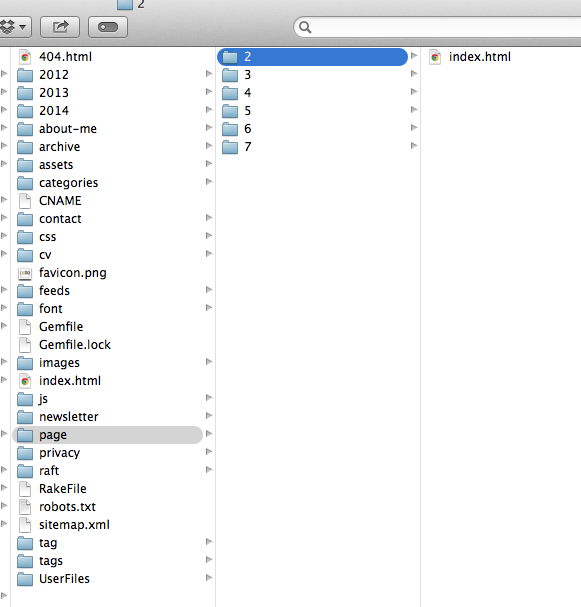 2
404.html
2012
2013
2014
about-me
archive
assets
categories
CNAME
contact
css
cv
favicon.png
feeds
font
Gemfile
Gemfile.lock
images
index.html
js
newsletter
page
privacy
raft
RakeFile
robots.txt
sitemap.xml
tag
tags
UserFiles
2
3
4
5
6
7
index.html